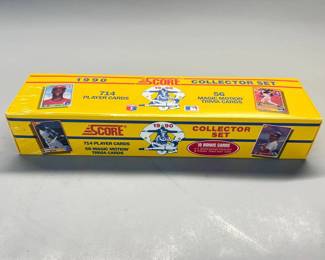 1990 SCORE COLLECTOR SET
714
PLAYER CARDS
1990
56
MAGIC MOTION
TRIVIA CARDS
SCORE
714 PLAYER CARDS
56 MAGIC MOTION
TRIVIA CARDS
1990
COLLECTOR
SET
10 BONUS CARDS